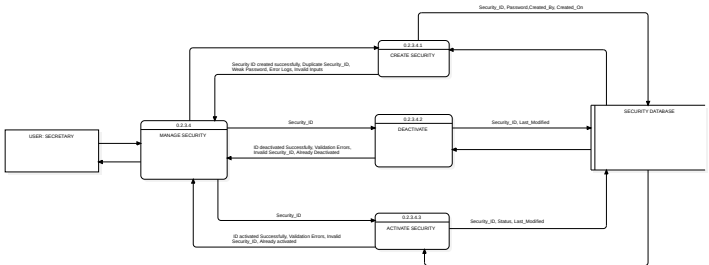 Security_ID, Password,Created_By, Created_On
0.2.3.4.1
CREATE SECURITY
Security ID created successfully, Duplicate Security_ID,
Weak Password, Error Logs, Invalid Inputs
USER: SECRETARY
0.2.3.4
MANAGE SECURITY
Security_ID
0.2.3.4.2
DEACTIVATE
Security_ID, Last_Modified
SECURITY DATABASE
ID deactivated Successfully, Validation Errors,
Invalid Security_ID, Already Deactivated
Security_ID
0.2.3.4.3
ACTIVATE SECURITY
Security_ID, Status, Last_Modified
ID activated Successfully, Validation Errors, Invalid
Security_ID, Already activated